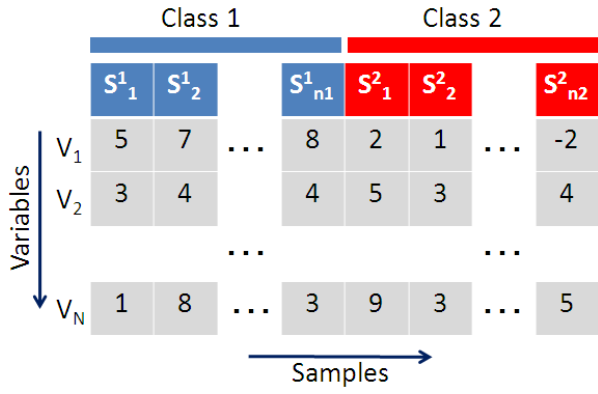 Class 1 Class 2
S¹₁ S¹₂ S¹ₙ₁ S²₁ S²₂ S²ₙ₂
V₁ 5 7 ... 8 2 1 ... -2
V₂ 3 4 4 5 3 4
... ...
V_N 1 8 ... 3 9 3 ... 5
Variables
Samples